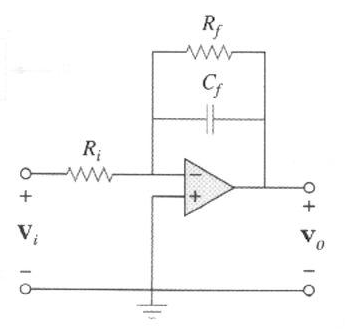 R_f
C_f
R_i
−
+
+
+
v_i
v_o
−
−